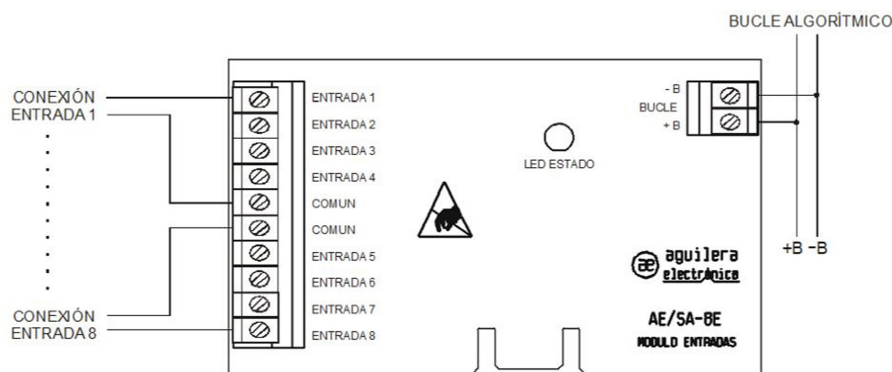 BUCLE ALGORÍTMICO
CONEXIÓN
ENTRADA 1
CONEXIÓN
ENTRADA 8
ENTRADA 1
ENTRADA 2
ENTRADA 3
ENTRADA 4
COMUN
COMUN
ENTRADA 5
ENTRADA 6
ENTRADA 7
ENTRADA 8
LED ESTADO
- B
BUCLE
+ B
+B -B
ae aguilera
electrónica
AE/SA-8E
MODULO ENTRADAS